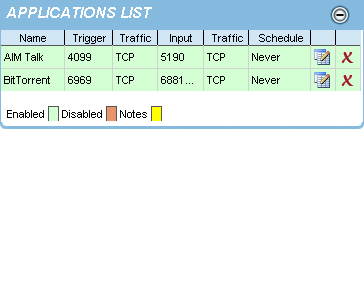 APPLICATIONS LIST
Name Trigger Traffic Input Traffic Schedule
AIM Talk 4099 TCP 5190 TCP Never
BitTorrent 6969 TCP 6881... TCP Never
Enabled Disabled Notes